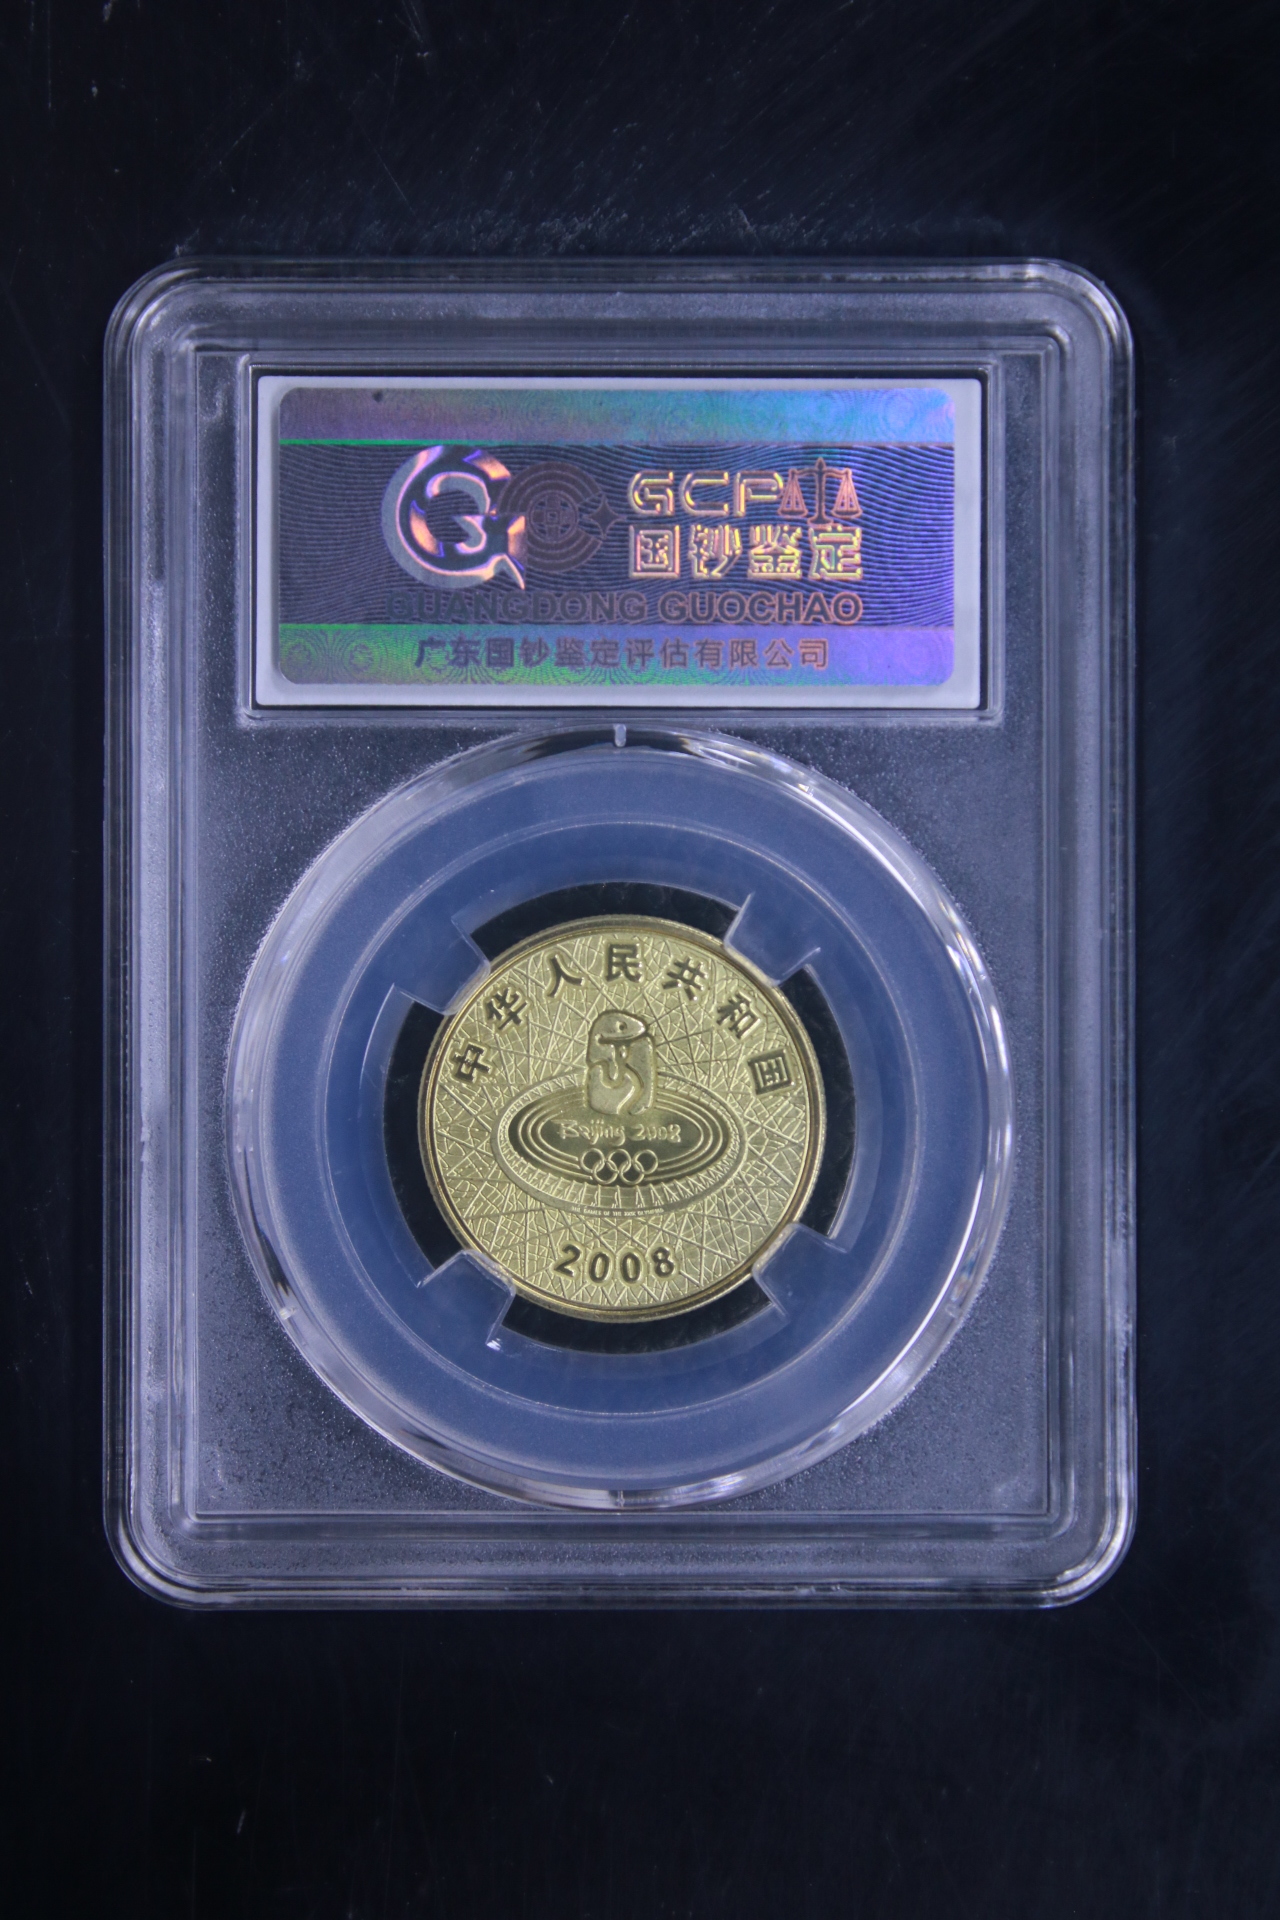 GCP
国钞鉴定
GUANGDONG GUOCHAO
广东国钞鉴定评估有限公司
中华人民共和国
Beijing 2008
2008